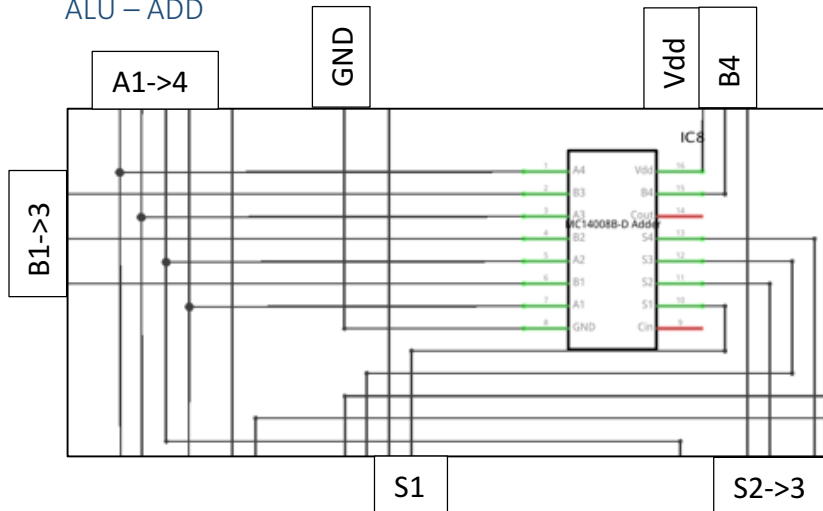 ALU – ADD
A1->4
GND
Vdd
B4
B1->3
IC8
1 A4 Vdd 16
2 B3 B4 15
3 A3 Cout 14
MC14008B-D Adder
4 B2 S4 13
5 A2 S3 12
6 B1 S2 11
7 A1 S1 10
8 GND Cin 9
S1
S2->3